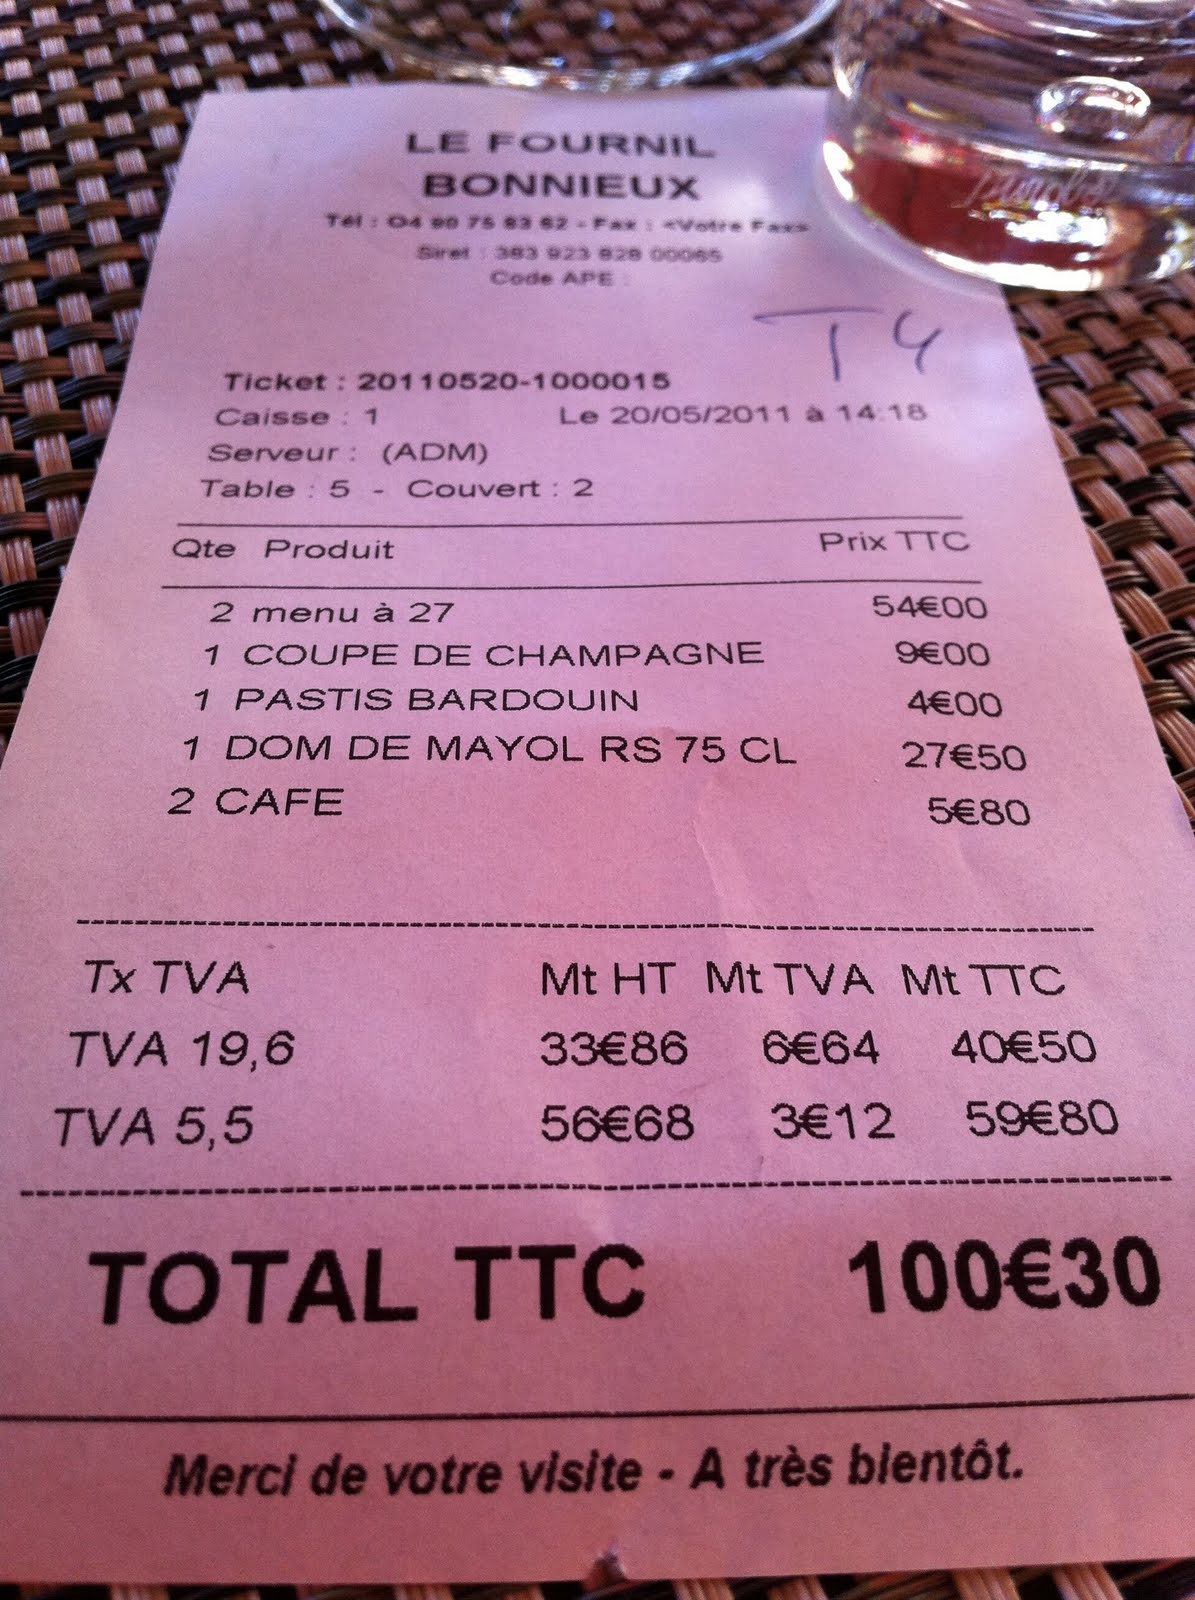 LE FOURNIL
BONNIEUX
Tél : 04 90 75 83 62 - Fax : <Votre Fax>
Siret : 383 923 828 00065
Code APE :
T 4
Ticket : 20110520-1000015
Caisse : 1 Le 20/05/2011 à 14:18
Serveur : (ADM)
Table : 5 - Couvert : 2
Qte Produit Prix TTC
2 menu à 27 54€00
1 COUPE DE CHAMPAGNE 9€00
1 PASTIS BARDOUIN 4€00
1 DOM DE MAYOL RS 75 CL 27€50
2 CAFE 5€80
Tx TVA Mt HT Mt TVA Mt TTC
TVA 19,6 33€86 6€64 40€50
TVA 5,5 56€68 3€12 59€80
TOTAL TTC 100€30
Merci de votre visite - A très bientôt.